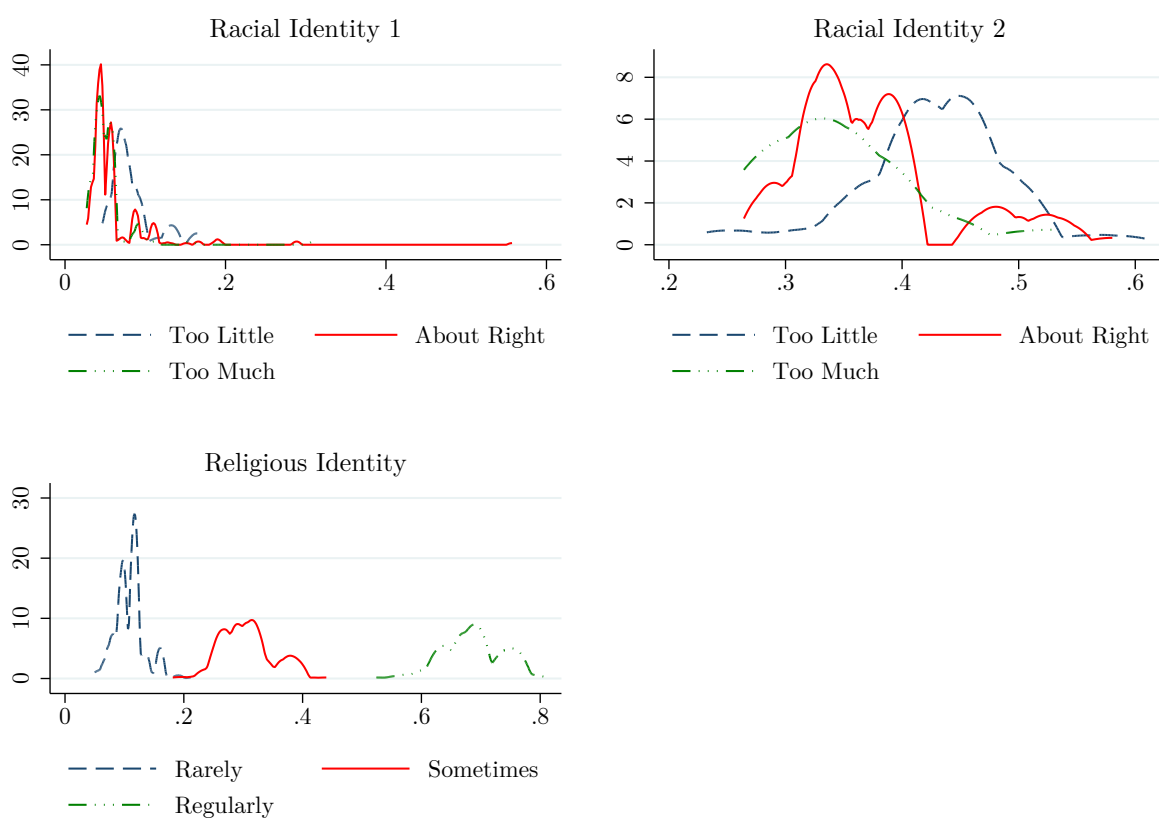 Racial Identity 1
40
30
20
10
0
0 .2 .4 .6
Too Little About Right
Too Much
Racial Identity 2
8
6
4
2
0
.2 .3 .4 .5 .6
Too Little About Right
Too Much
Religious Identity
30
20
10
0
0 .2 .4 .6 .8
Rarely Sometimes
Regularly